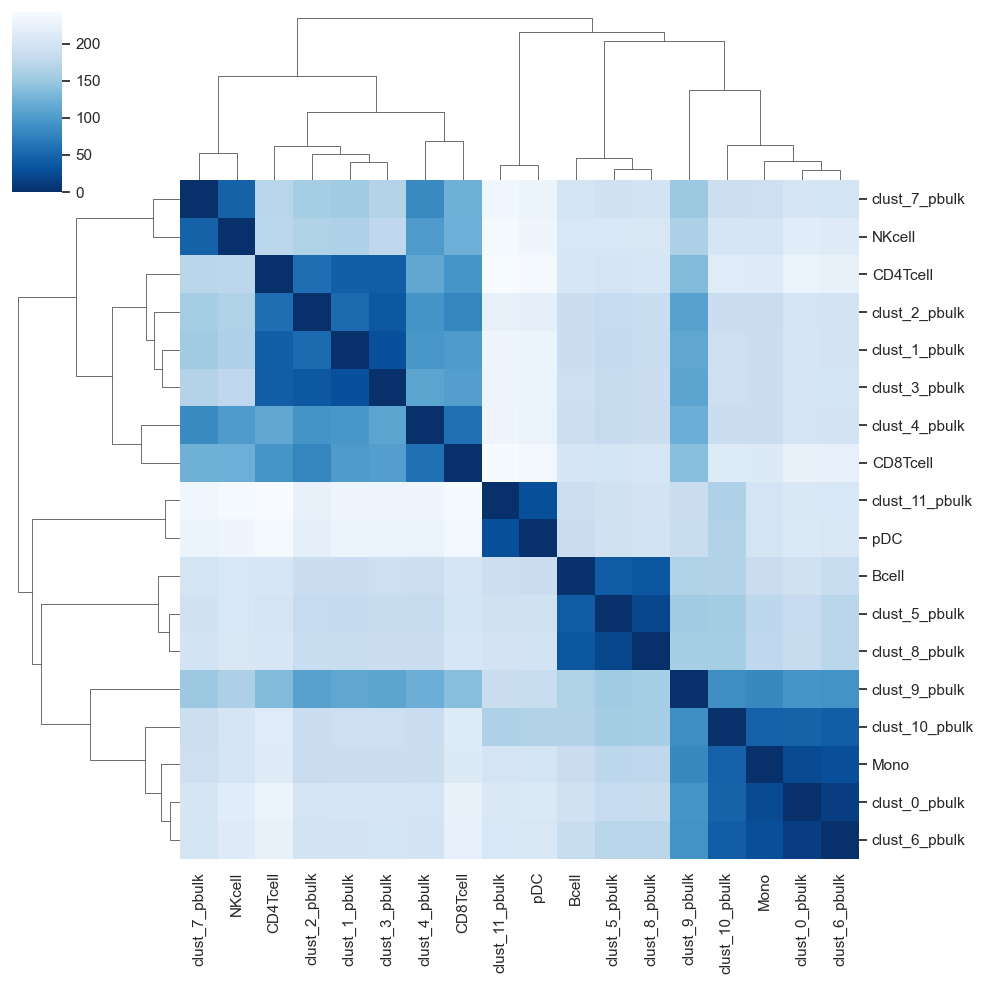 200
150
100
50
0
clust_7_pbulk
NKcell
CD4Tcell
clust_2_pbulk
clust_1_pbulk
clust_3_pbulk
clust_4_pbulk
CD8Tcell
clust_11_pbulk
pDC
Bcell
clust_5_pbulk
clust_8_pbulk
clust_9_pbulk
clust_10_pbulk
Mono
clust_0_pbulk
clust_6_pbulk
clust_7_pbulk
NKcell
CD4Tcell
clust_2_pbulk
clust_1_pbulk
clust_3_pbulk
clust_4_pbulk
CD8Tcell
clust_11_pbulk
pDC
Bcell
clust_5_pbulk
clust_8_pbulk
clust_9_pbulk
clust_10_pbulk
Mono
clust_0_pbulk
clust_6_pbulk